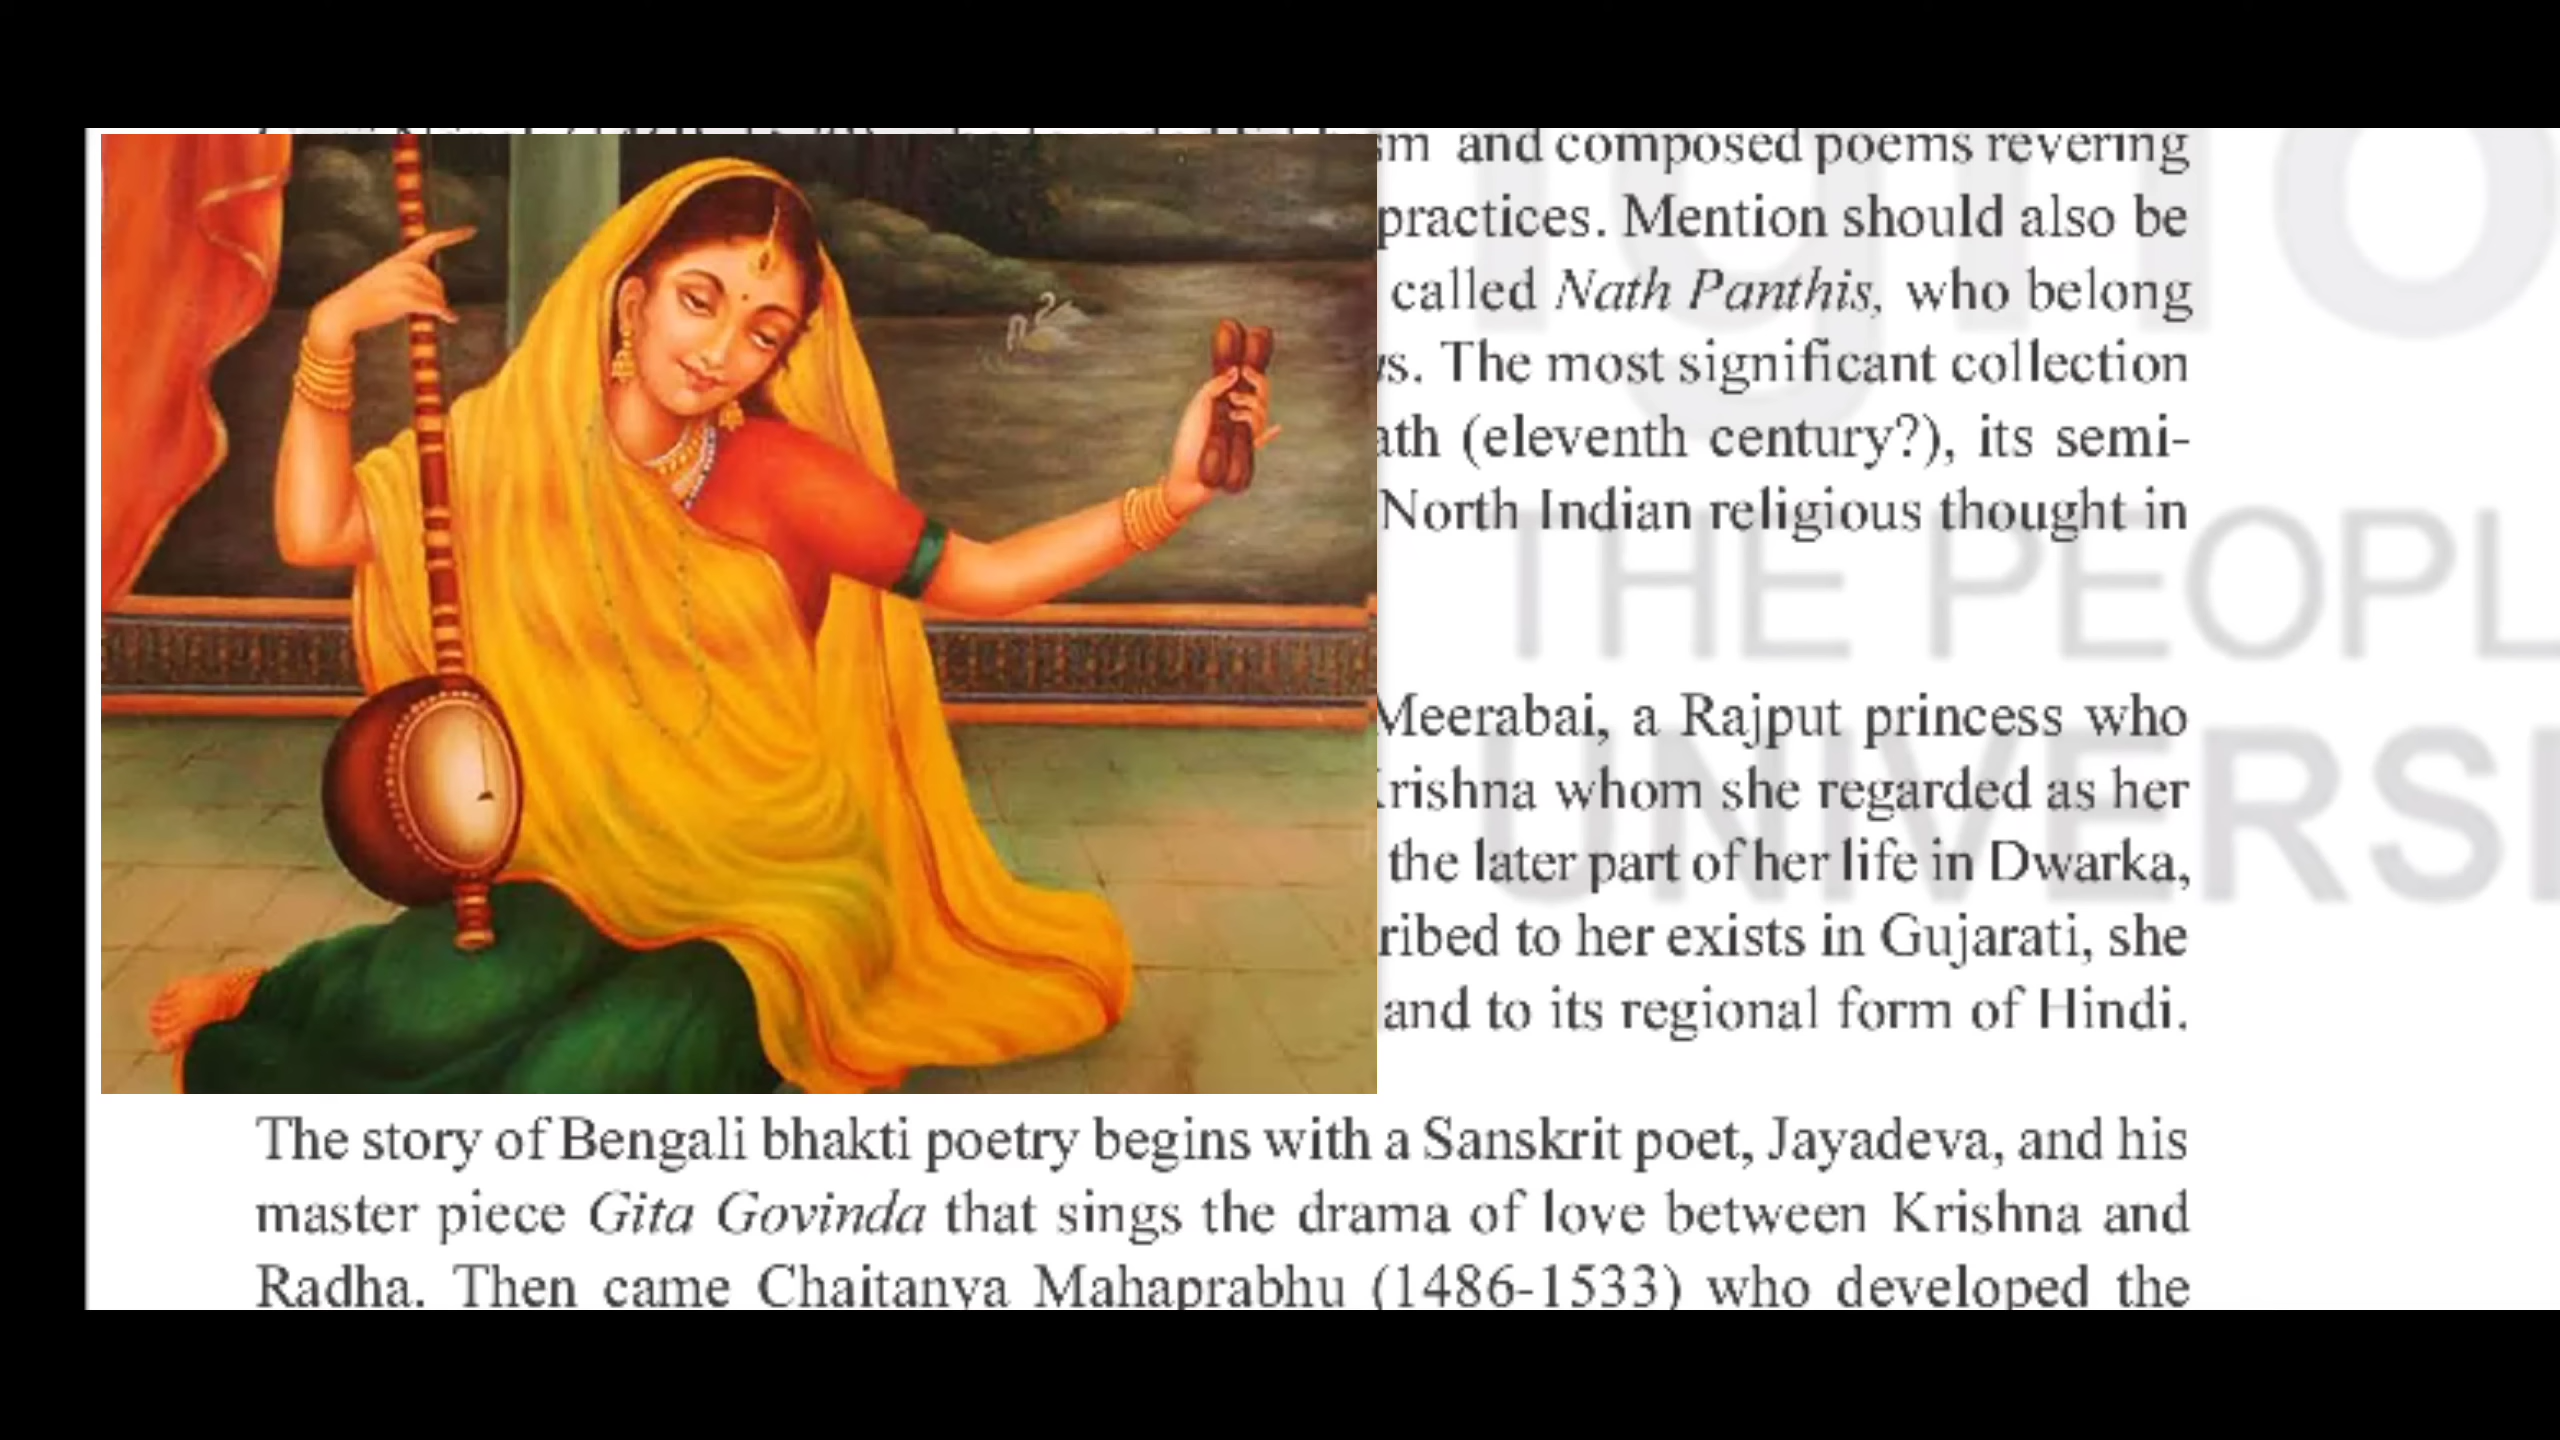 sm and composed poems revering
practices. Mention should also be
called Nath Panthis, who belong
s. The most significant collection
ath (eleventh century?), its semi-
North Indian religious thought in
Meerabai, a Rajput princess who
Krishna whom she regarded as her
the later part of her life in Dwarka,
ribed to her exists in Gujarati, she
and to its regional form of Hindi.
The story of Bengali bhakti poetry begins with a Sanskrit poet, Jayadeva, and his
master piece Gita Govinda that sings the drama of love between Krishna and
Radha. Then came Chaitanya Mahaprabhu (1486-1533) who developed the
THE PEOPL
UNIVERSI